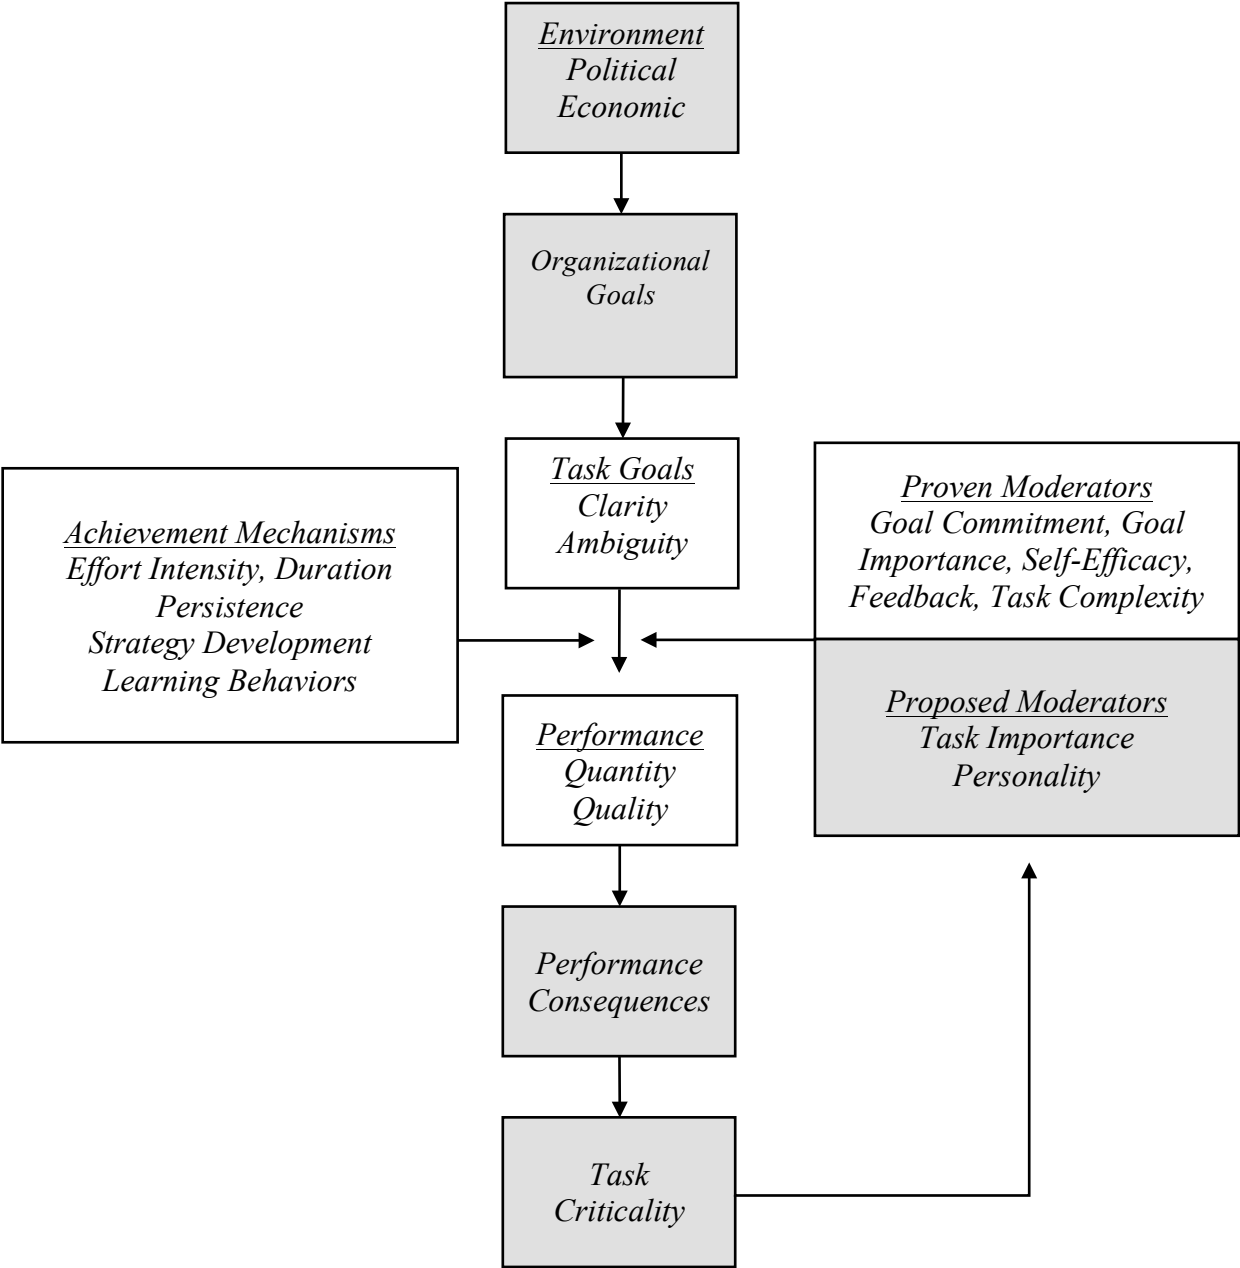 Environment
Political
Economic
Organizational
Goals
Task Goals
Clarity
Ambiguity
Achievement Mechanisms
Effort Intensity, Duration
Persistence
Strategy Development
Learning Behaviors
Proven Moderators
Goal Commitment, Goal
Importance, Self-Efficacy,
Feedback, Task Complexity
Proposed Moderators
Task Importance
Personality
Performance
Quantity
Quality
Performance
Consequences
Task
Criticality